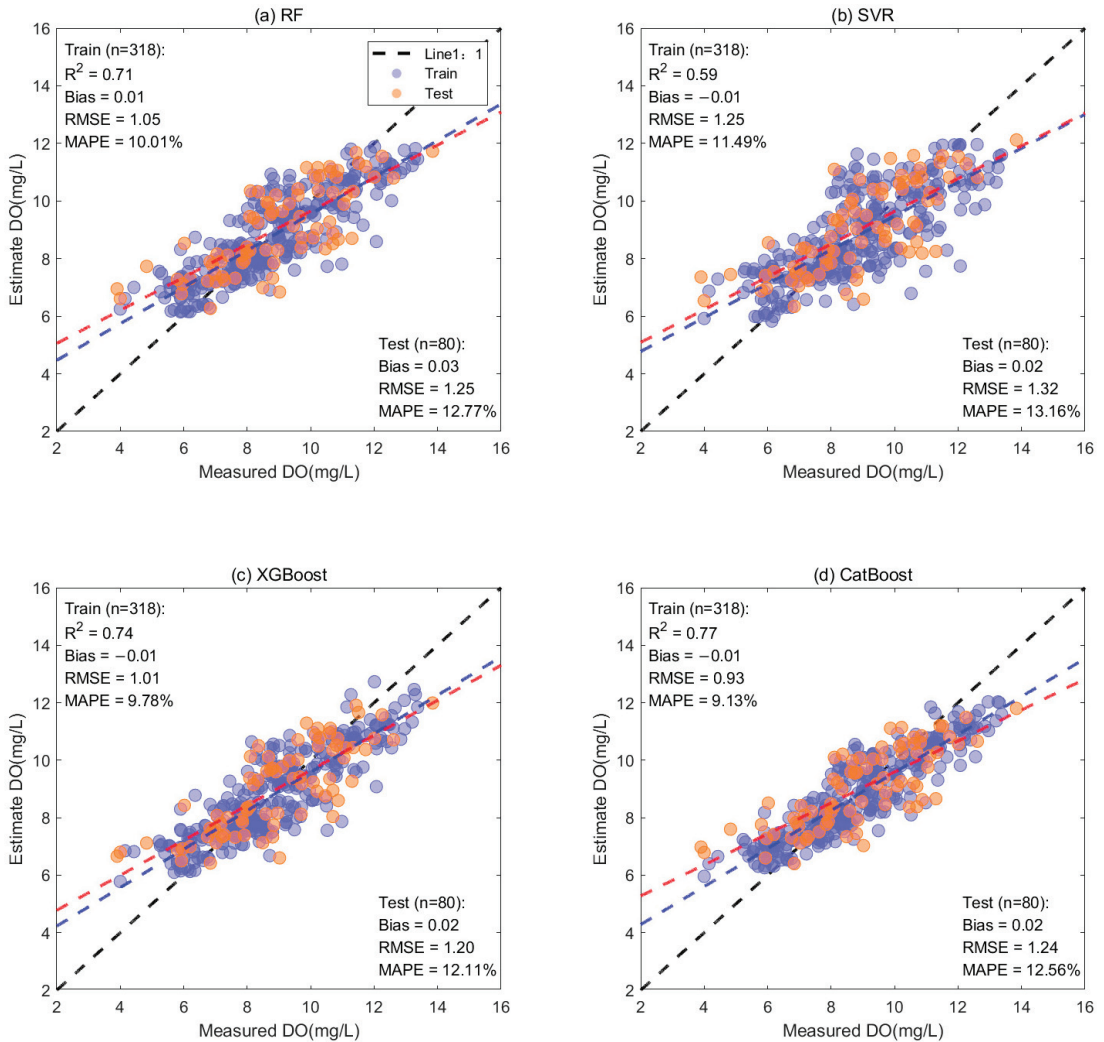 (a) RF
16
14
12
10
8
6
4
2
Estimate DO(mg/L)
Train (n=318):
R² = 0.71
Bias = 0.01
RMSE = 1.05
MAPE = 10.01%
Line1：1
Train
Test
Test (n=80):
Bias = 0.03
RMSE = 1.25
MAPE = 12.77%
2 4 6 8 10 12 14 16
Measured DO(mg/L)
(b) SVR
16
14
12
10
8
6
4
2
Estimate DO(mg/L)
Train (n=318):
R² = 0.59
Bias = −0.01
RMSE = 1.25
MAPE = 11.49%
Test (n=80):
Bias = 0.02
RMSE = 1.32
MAPE = 13.16%
2 4 6 8 10 12 14 16
Measured DO(mg/L)
(c) XGBoost
16
14
12
10
8
6
4
2
Estimate DO(mg/L)
Train (n=318):
R² = 0.74
Bias = −0.01
RMSE = 1.01
MAPE = 9.78%
Test (n=80):
Bias = 0.02
RMSE = 1.20
MAPE = 12.11%
2 4 6 8 10 12 14 16
Measured DO(mg/L)
(d) CatBoost
16
14
12
10
8
6
4
2
Estimate DO(mg/L)
Train (n=318):
R² = 0.77
Bias = −0.01
RMSE = 0.93
MAPE = 9.13%
Test (n=80):
Bias = 0.02
RMSE = 1.24
MAPE = 12.56%
2 4 6 8 10 12 14 16
Measured DO(mg/L)